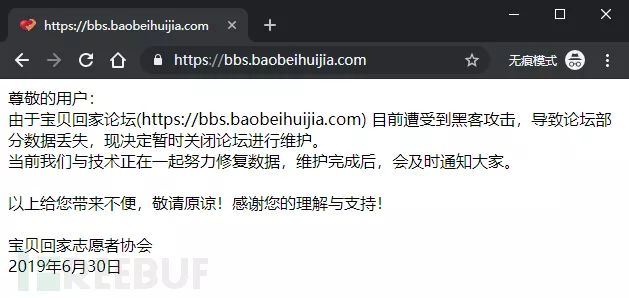 https://bbs.baobeihuijia.com
https://bbs.baobeihuijia.com
无痕模式
尊敬的用户：
由于宝贝回家论坛(https://bbs.baobeihuijia.com) 目前遭受到黑客攻击，导致论坛部
分数据丢失，现决定暂时关闭论坛进行维护。
当前我们与技术正在一起努力修复数据，维护完成后，会及时通知大家。
以上给您带来不便，敬请原谅！感谢您的理解与支持！
宝贝回家志愿者协会
2019年6月30日
REEBUF